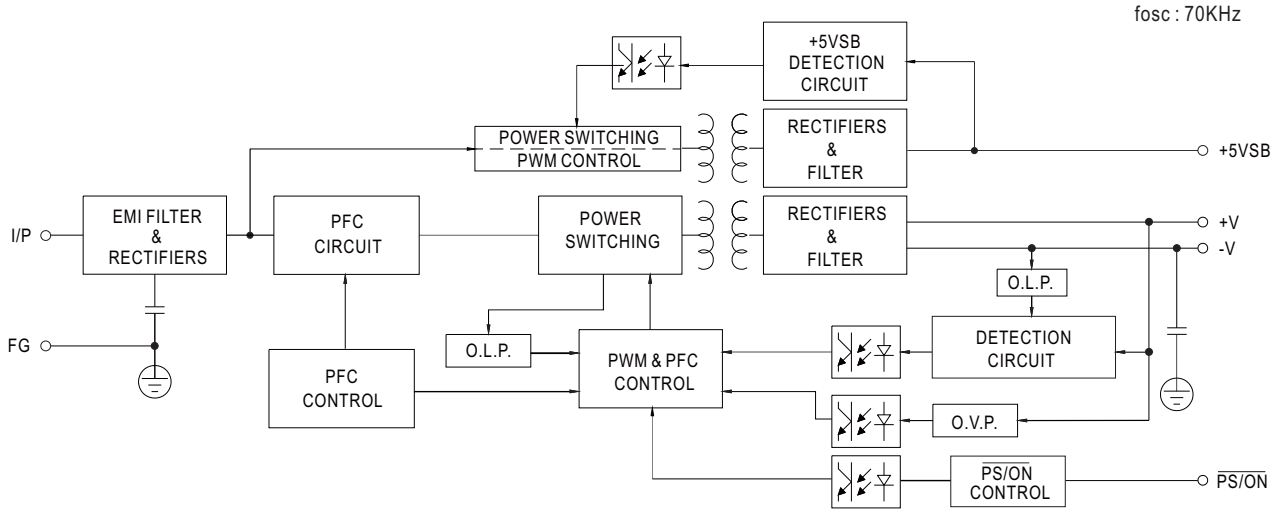 fosc : 70KHz
+5VSB
DETECTION
CIRCUIT
POWER SWITCHING
PWM CONTROL
RECTIFIERS
&
FILTER
+5VSB
I/P
EMI FILTER
&
RECTIFIERS
PFC
CIRCUIT
POWER
SWITCHING
RECTIFIERS
&
FILTER
+V
-V
O.L.P.
FG
O.L.P.
PFC
CONTROL
PWM & PFC
CONTROL
DETECTION
CIRCUIT
O.V.P.
PS/ON
CONTROL
PS/ON